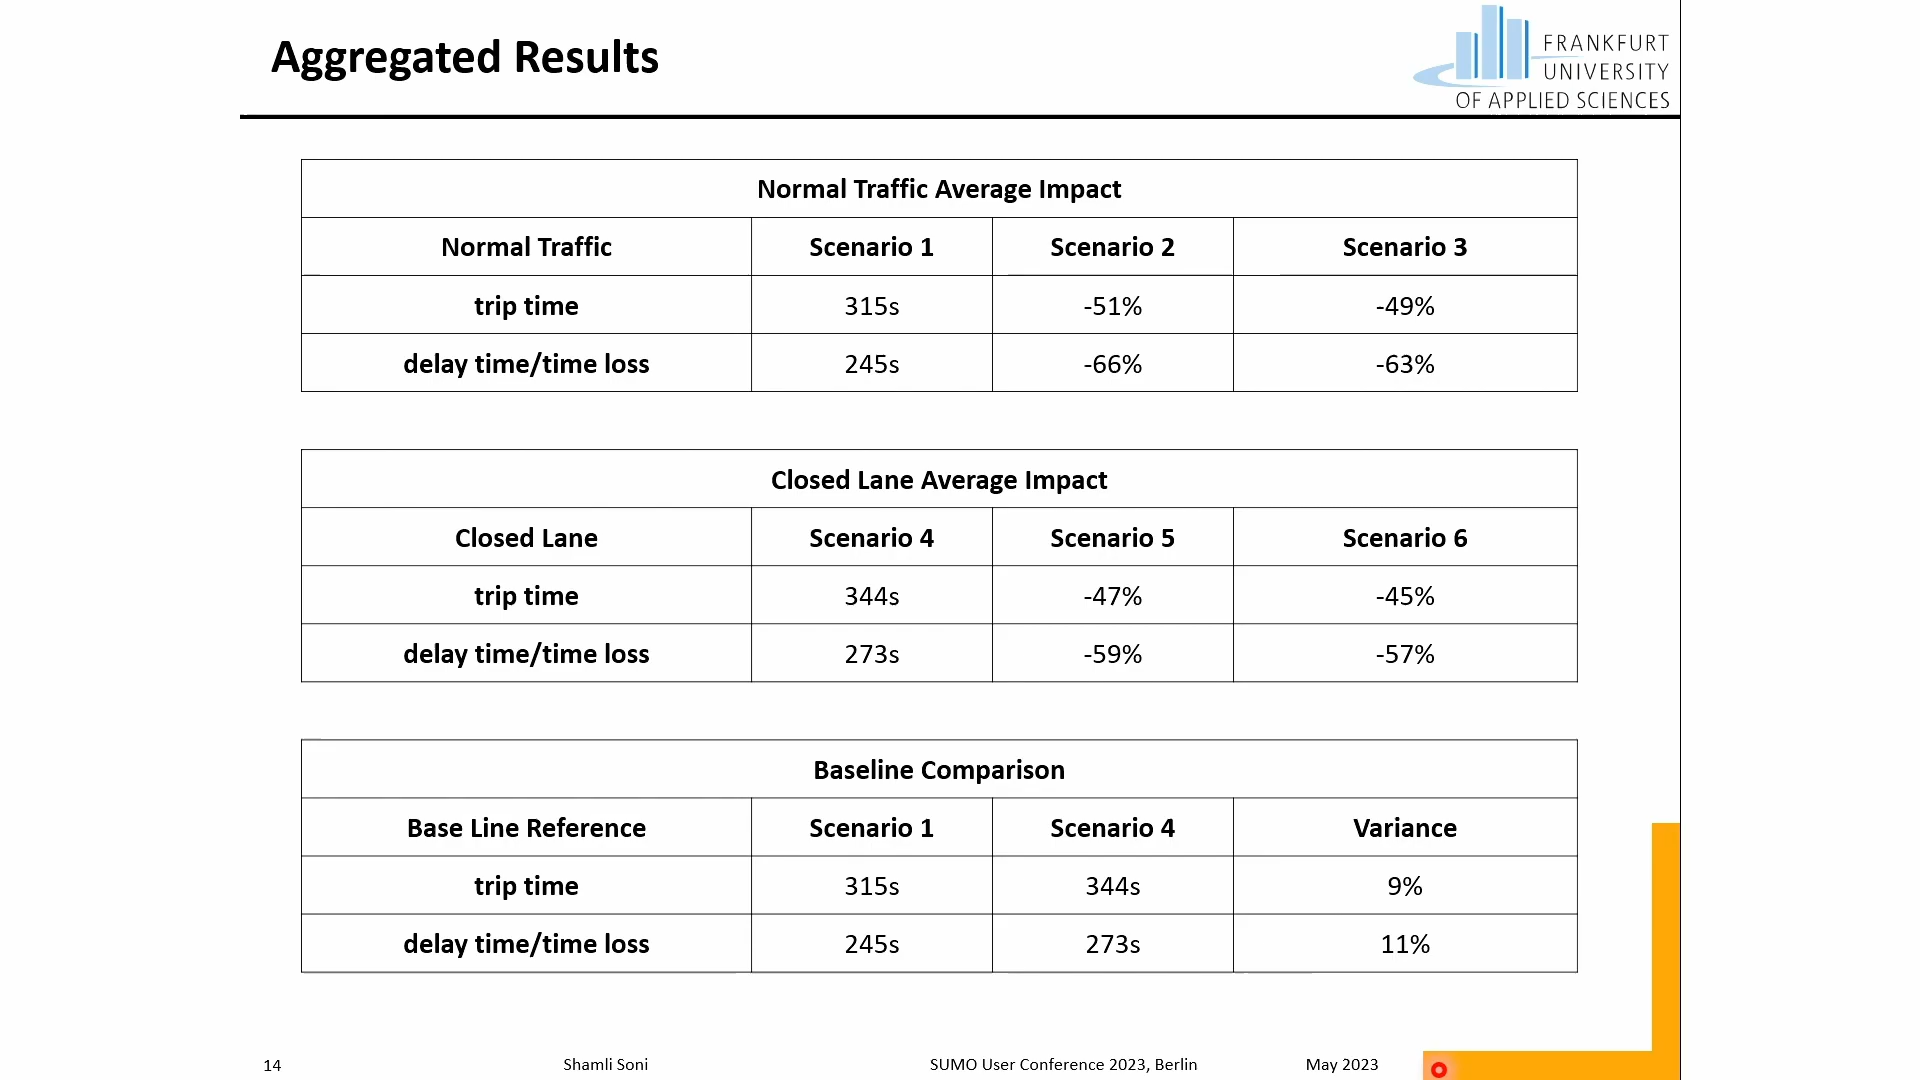 Aggregated Results
FRANKFURT
UNIVERSITY
OF APPLIED SCIENCES
Normal Traffic Average Impact
Normal Traffic Scenario 1 Scenario 2 Scenario 3
trip time 315s -51% -49%
delay time/time loss 245s -66% -63%
Closed Lane Average Impact
Closed Lane Scenario 4 Scenario 5 Scenario 6
trip time 344s -47% -45%
delay time/time loss 273s -59% -57%
Baseline Comparison
Base Line Reference Scenario 1 Scenario 4 Variance
trip time 315s 344s 9%
delay time/time loss 245s 273s 11%
14 Shamli Soni SUMO User Conference 2023, Berlin May 2023